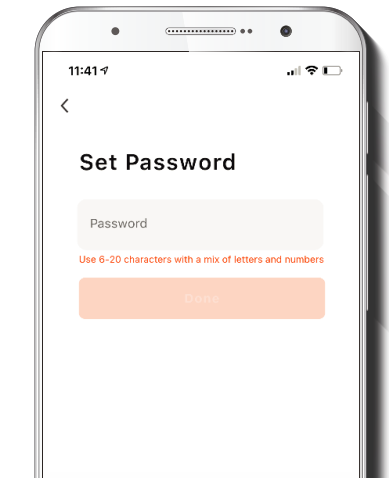 11:41
Set Password
Password
Use 6-20 characters with a mix of letters and numbers
Done